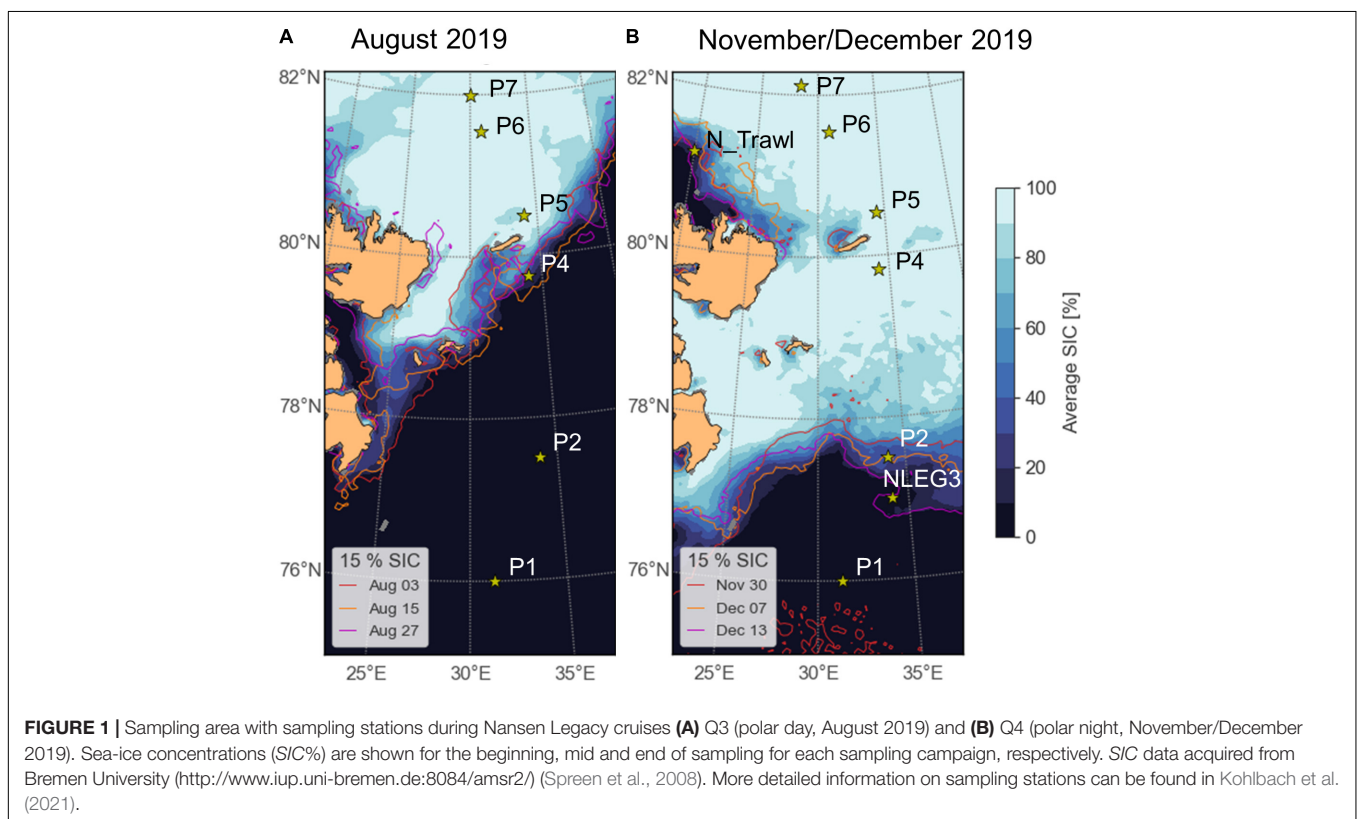 A August 2019
B November/December 2019
82°N
80°N
78°N
76°N
P7
P6
P5
P4
P2
P1
15 % SIC
Aug 03
Aug 15
Aug 27
25°E 30°E 35°E
82°N
80°N
78°N
76°N
P7
P6
N_Trawl
P5
P4
P2
NLEG3
P1
15 % SIC
Nov 30
Dec 07
Dec 13
25°E 30°E 35°E
100
80
60
40
20
0
Average SIC [%]
FIGURE 1 | Sampling area with sampling stations during Nansen Legacy cruises (A) Q3 (polar day, August 2019) and (B) Q4 (polar night, November/December
2019). Sea-ice concentrations (SIC%) are shown for the beginning, mid and end of sampling for each sampling campaign, respectively. SIC data acquired from
Bremen University (http://www.iup.uni-bremen.de:8084/amsr2/) (Spreen et al., 2008). More detailed information on sampling stations can be found in Kohlbach et al.
(2021).